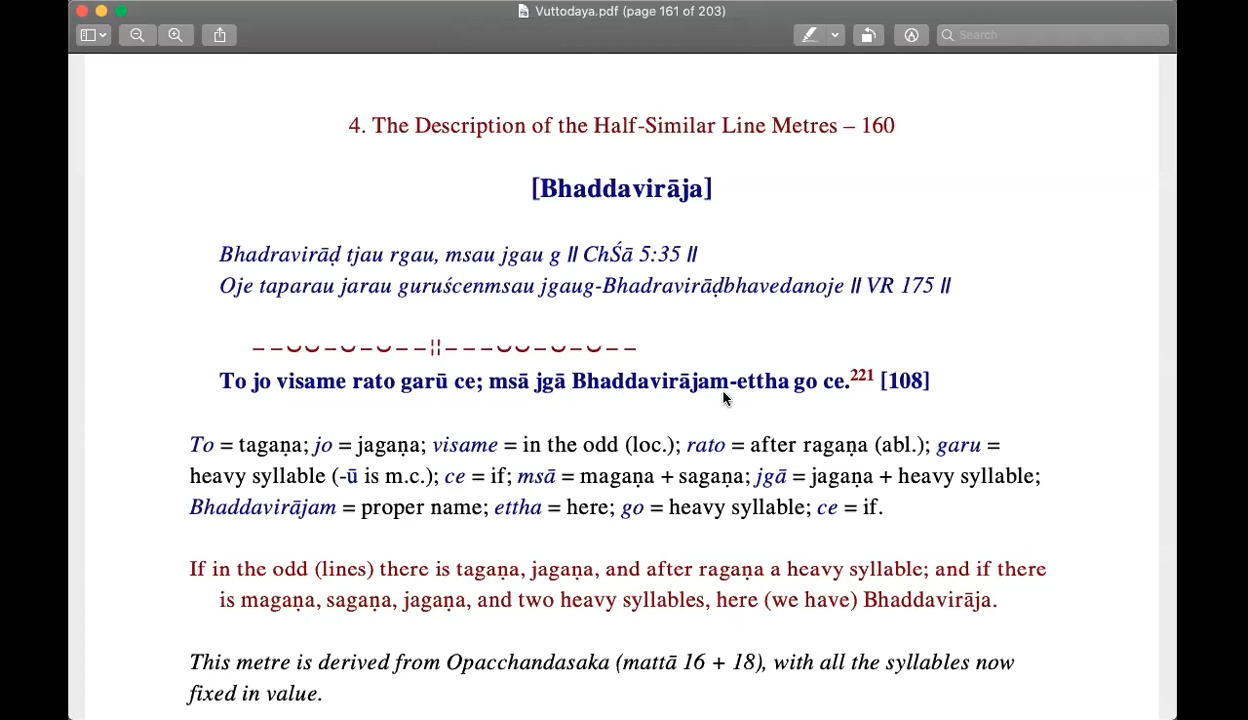 Vuttodaya.pdf (page 161 of 203)
Search
4. The Description of the Half-Similar Line Metres – 160
[Bhaddavirāja]
Bhadravirāḍ tjau rgau, msau jgau g ǁ ChŚā 5:35 ǁ
Oje taparau jarau guruścenmsau jgaug-Bhadravirāḍbhavedanoje ǁ VR 175 ǁ
−−⏑⏑−⏑−⏑−−¦¦−−−⏑⏑−⏑−⏑−−
To jo visame rato garū ce; msā jgā Bhaddavirājam-ettha go ce.221 [108]
To = tagaṇa; jo = jagaṇa; visame = in the odd (loc.); rato = after ragaṇa (abl.); garu =
heavy syllable (-ū is m.c.); ce = if; msā = magaṇa + sagaṇa; jgā = jagaṇa + heavy syllable;
Bhaddavirājam = proper name; ettha = here; go = heavy syllable; ce = if.
If in the odd (lines) there is tagaṇa, jagaṇa, and after ragaṇa a heavy syllable; and if there
is magaṇa, sagaṇa, jagaṇa, and two heavy syllables, here (we have) Bhaddavirāja.
This metre is derived from Opacchandasaka (mattā 16 + 18), with all the syllables now
fixed in value.